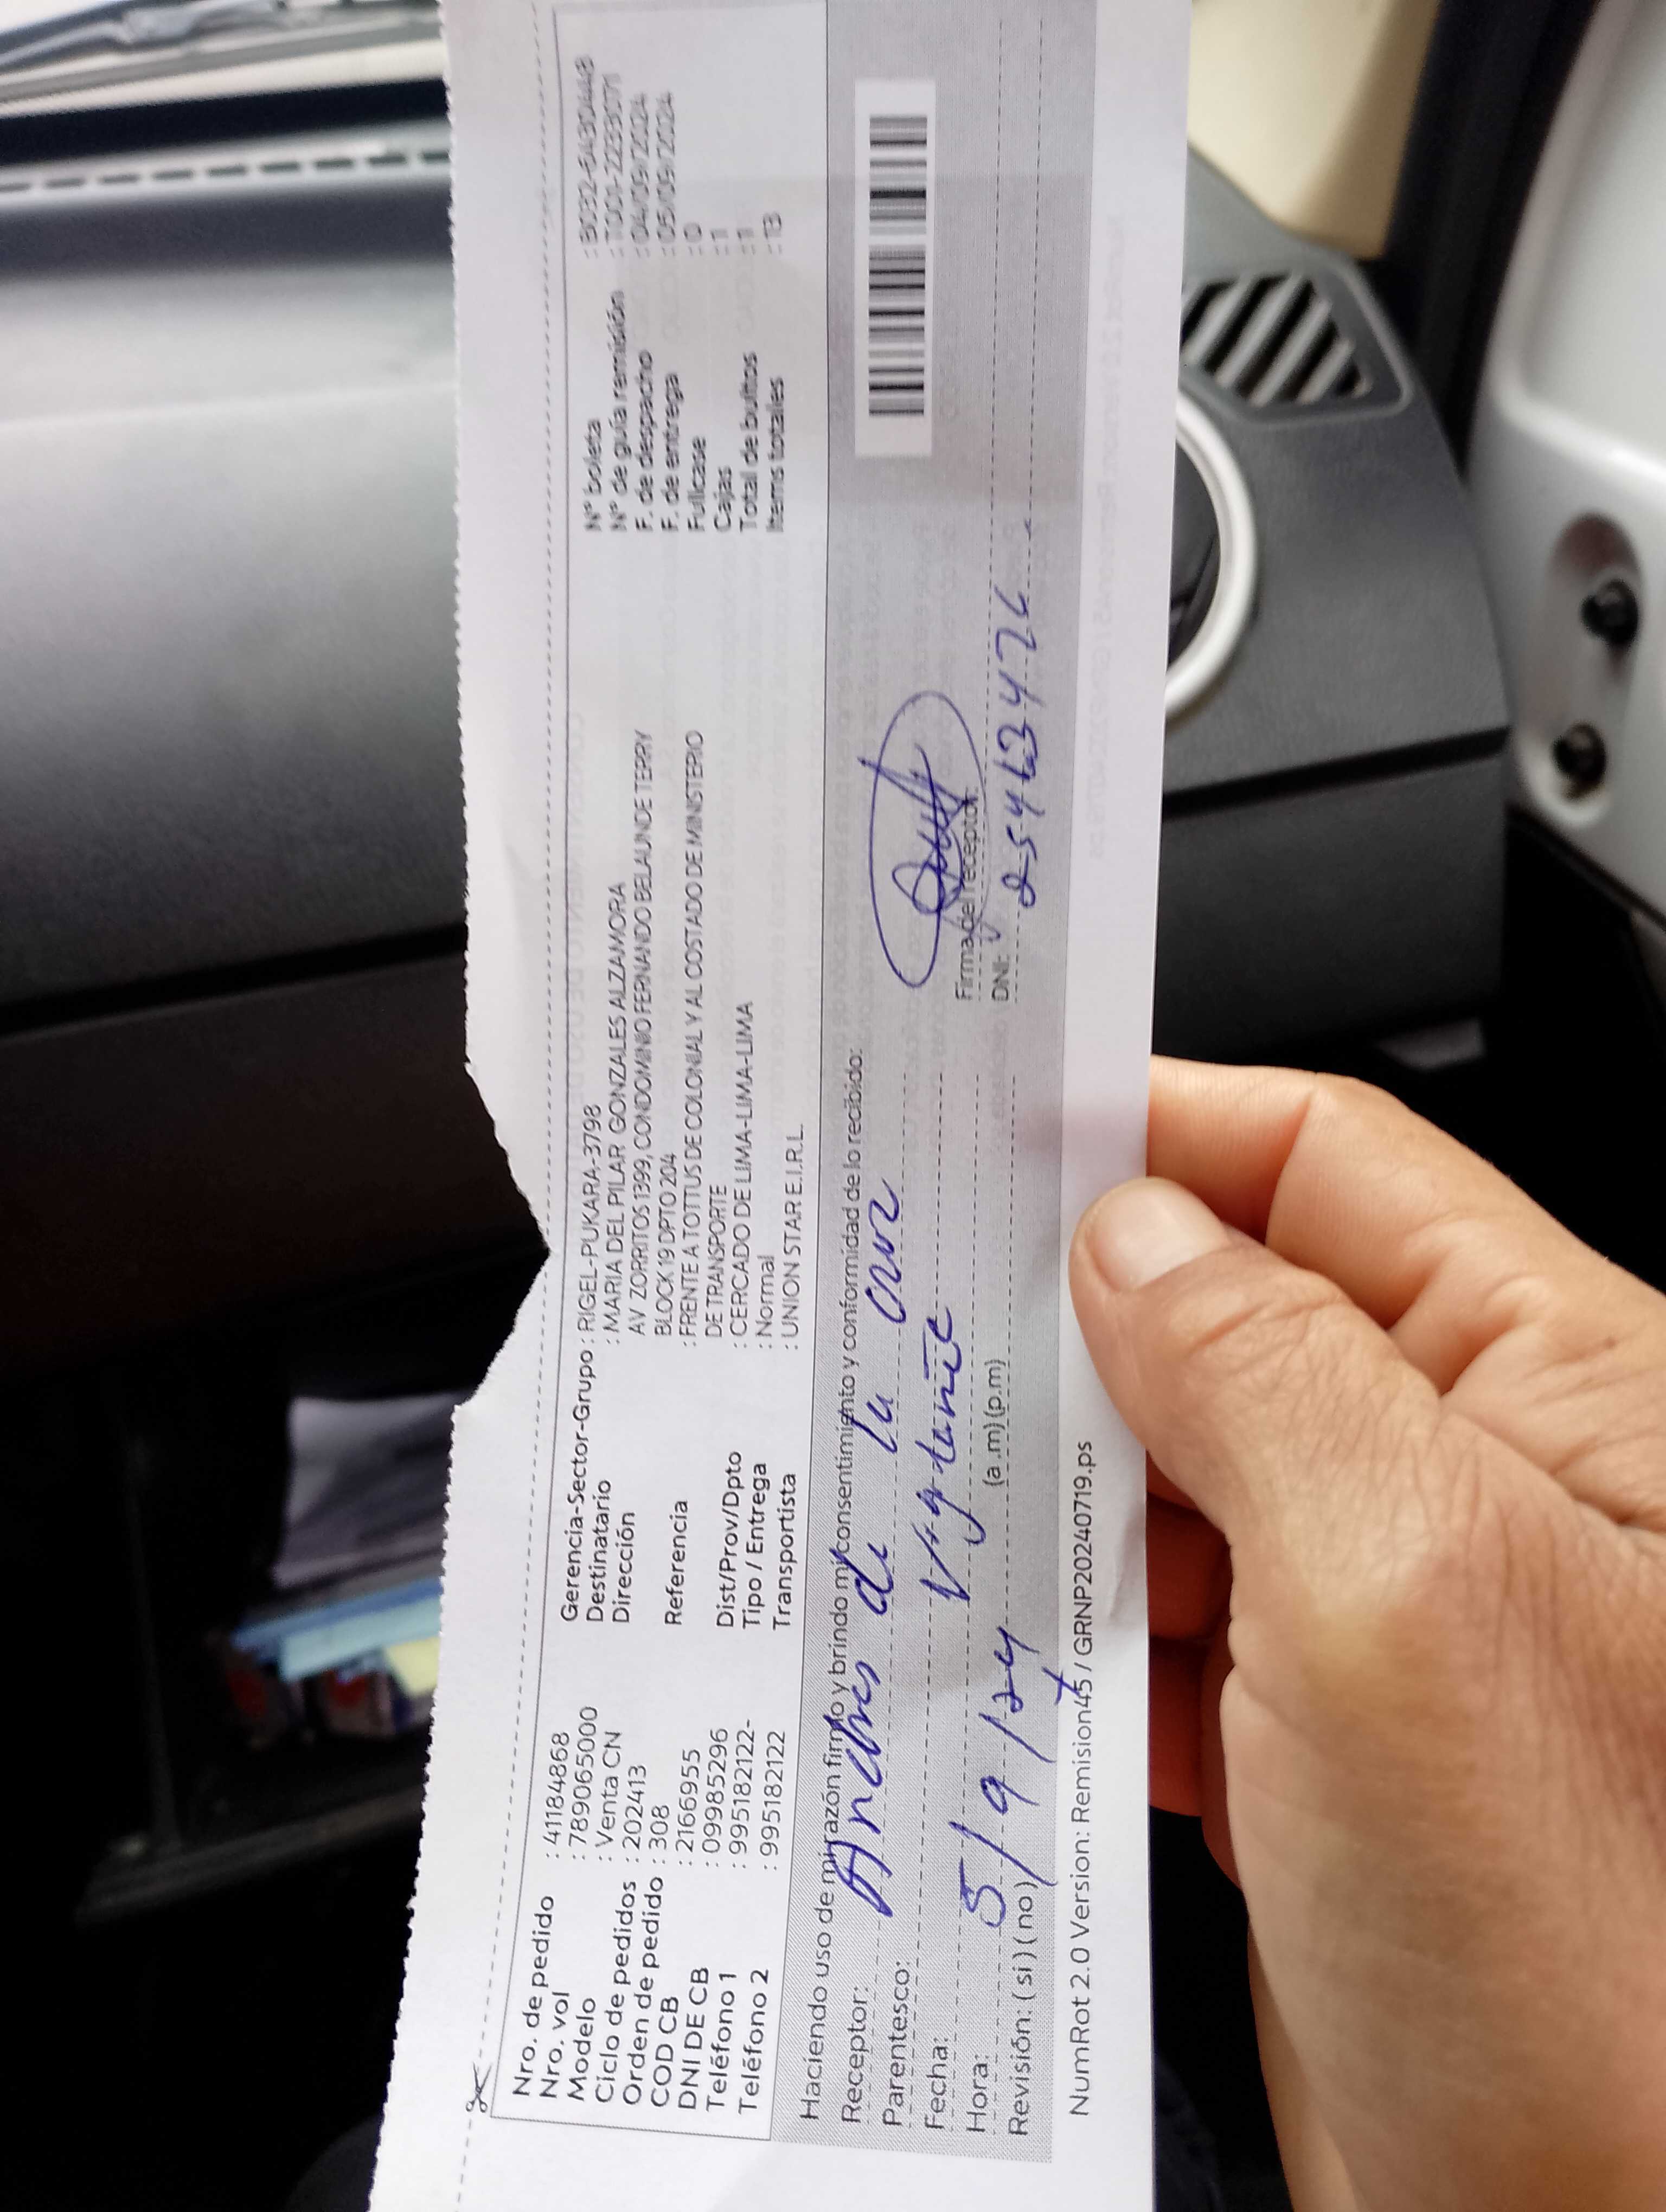 Nro. de pedido : 41184868
Nro. vol : 789065000
Modelo : Venta CN
Ciclo de pedidos : 202413
Orden de pedido : 308
COD CB : 2166955
DNI DE CB : 09985296
Teléfono 1 : 995182122-
Teléfono 2 : 995182122
Gerencia-Sector-Grupo : RIGEL-PUKARA-3798
Destinatario : MARIA DEL PILAR GONZALES ALZAMORA
Dirección AV ZORRITOS 1399, CONDOMINIO FERNANDO BELAUNDE TERRY
BLOCK 19 DPTO 204
Referencia : FRENTE A TOTTUS DE COLONIAL Y AL COSTADO DE MINISTERIO
DE TRANSPORTE
Dist/Prov/Dpto : CERCADO DE LIMA-LIMA-LIMA
Tipo / Entrega : Normal
Transportista : UNION STAR E.I.R.L.
N° boleta
N° de guía remisión
F. de despacho : 04/09/2024
F. de entrega : 05/09/2024
Fullcase : 0
Cajas : 1
Total de bultos : 1
Items totales : 13
Haciendo uso de mi razón firmo y brindo mi consentimiento y conformidad de lo recibido:
Receptor: Andres de la
Parentesco: Vigilante
Fecha: 5/9/24
Hora: (a.m) (p.m)
Revisión: ( si ) ( no )
Firma del receptor:
DNI:
NumRot 2.0 Version: Remision45 / GRNP20240719.ps